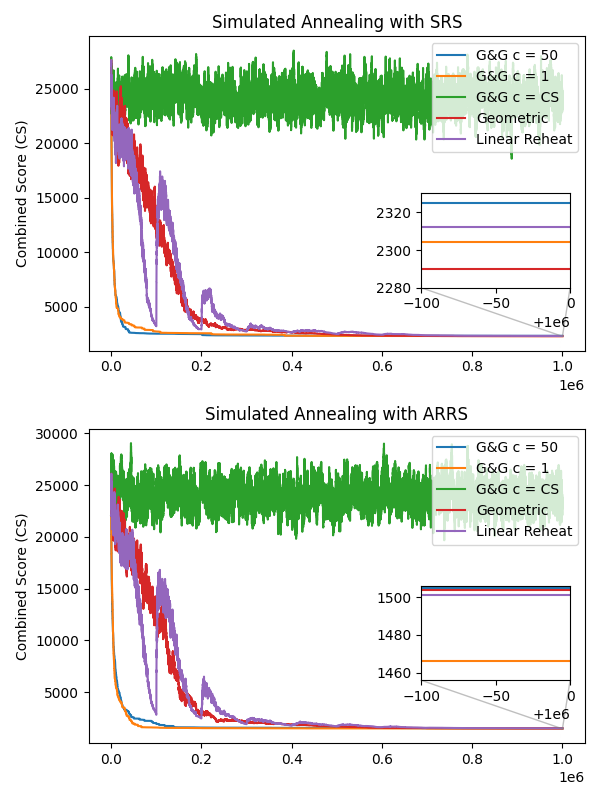 Simulated Annealing with SRS
Combined Score (CS)
25000
20000
15000
10000
5000
G&G c = 50
G&G c = 1
G&G c = CS
Geometric
Linear Reheat
2320
2300
2280
−100
−50
0
+1e6
0.0
0.2
0.4
0.6
0.8
1.0
1e6
Simulated Annealing with ARRS
Combined Score (CS)
30000
25000
20000
15000
10000
5000
G&G c = 50
G&G c = 1
G&G c = CS
Geometric
Linear Reheat
1500
1480
1460
−100
−50
0
+1e6
0.0
0.2
0.4
0.6
0.8
1.0
1e6